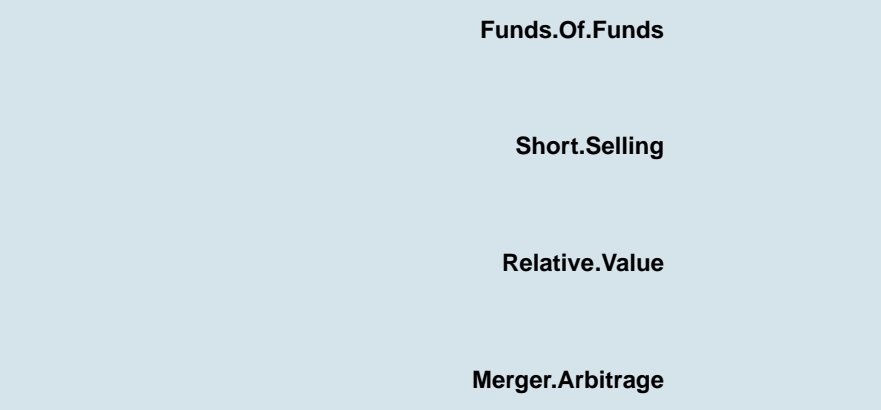 Funds.Of.Funds
Short.Selling
Relative.Value
Merger.Arbitrage